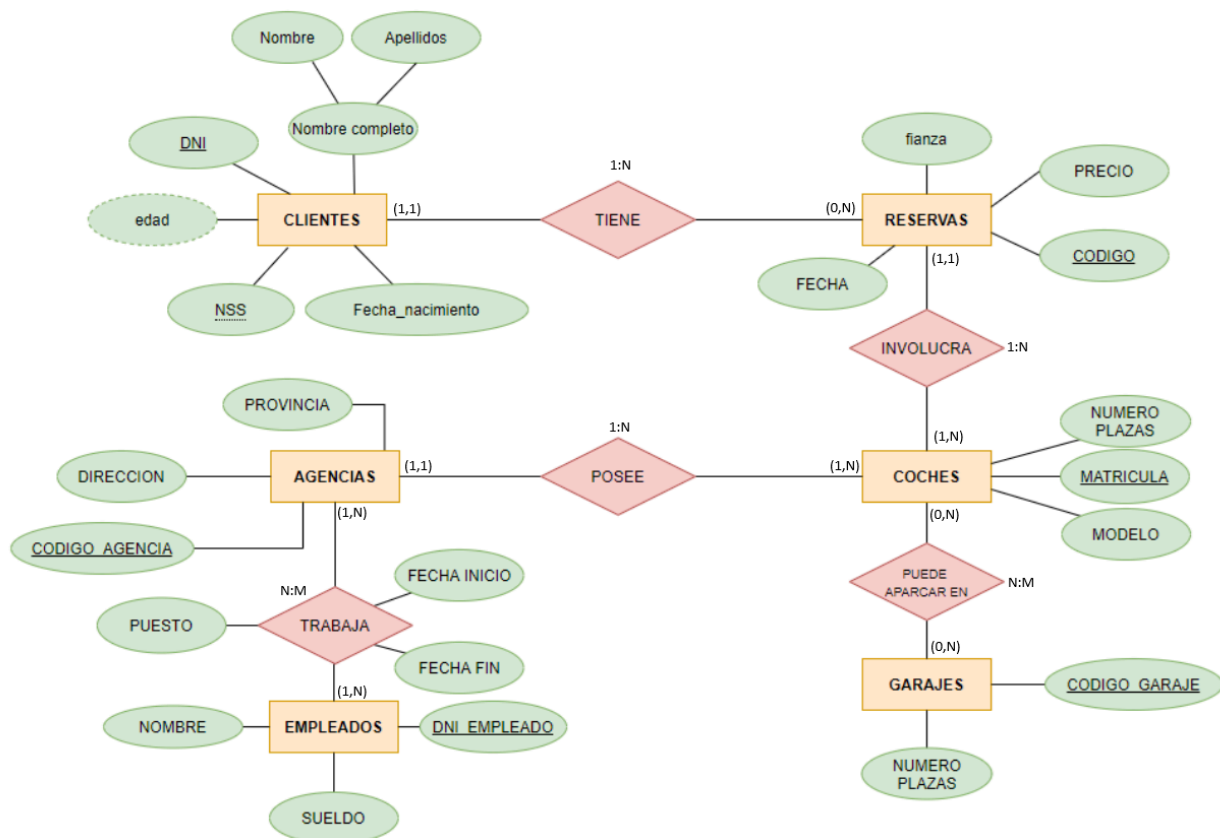 Nombre
Apellidos
Nombre completo
DNI
fianza
1:N
PRECIO
edad
CLIENTES
(1,1)
TIENE
(0,N)
RESERVAS
(1,1)
CODIGO
NSS
Fecha_nacimiento
FECHA
INVOLUCRA
1:N
PROVINCIA
1:N
NUMERO
PLAZAS
(1,N)
DIRECCION
AGENCIAS
(1,1)
POSEE
(1,N)
COCHES
MATRICULA
(1,N)
(0,N)
CODIGO_AGENCIA
MODELO
FECHA INICIO
N:M
PUEDE
APARCAR EN
N:M
PUESTO
TRABAJA
FECHA FIN
(0,N)
(1,N)
GARAJES
CODIGO_GARAJE
NOMBRE
EMPLEADOS
DNI_EMPLEADO
NUMERO
PLAZAS
SUELDO